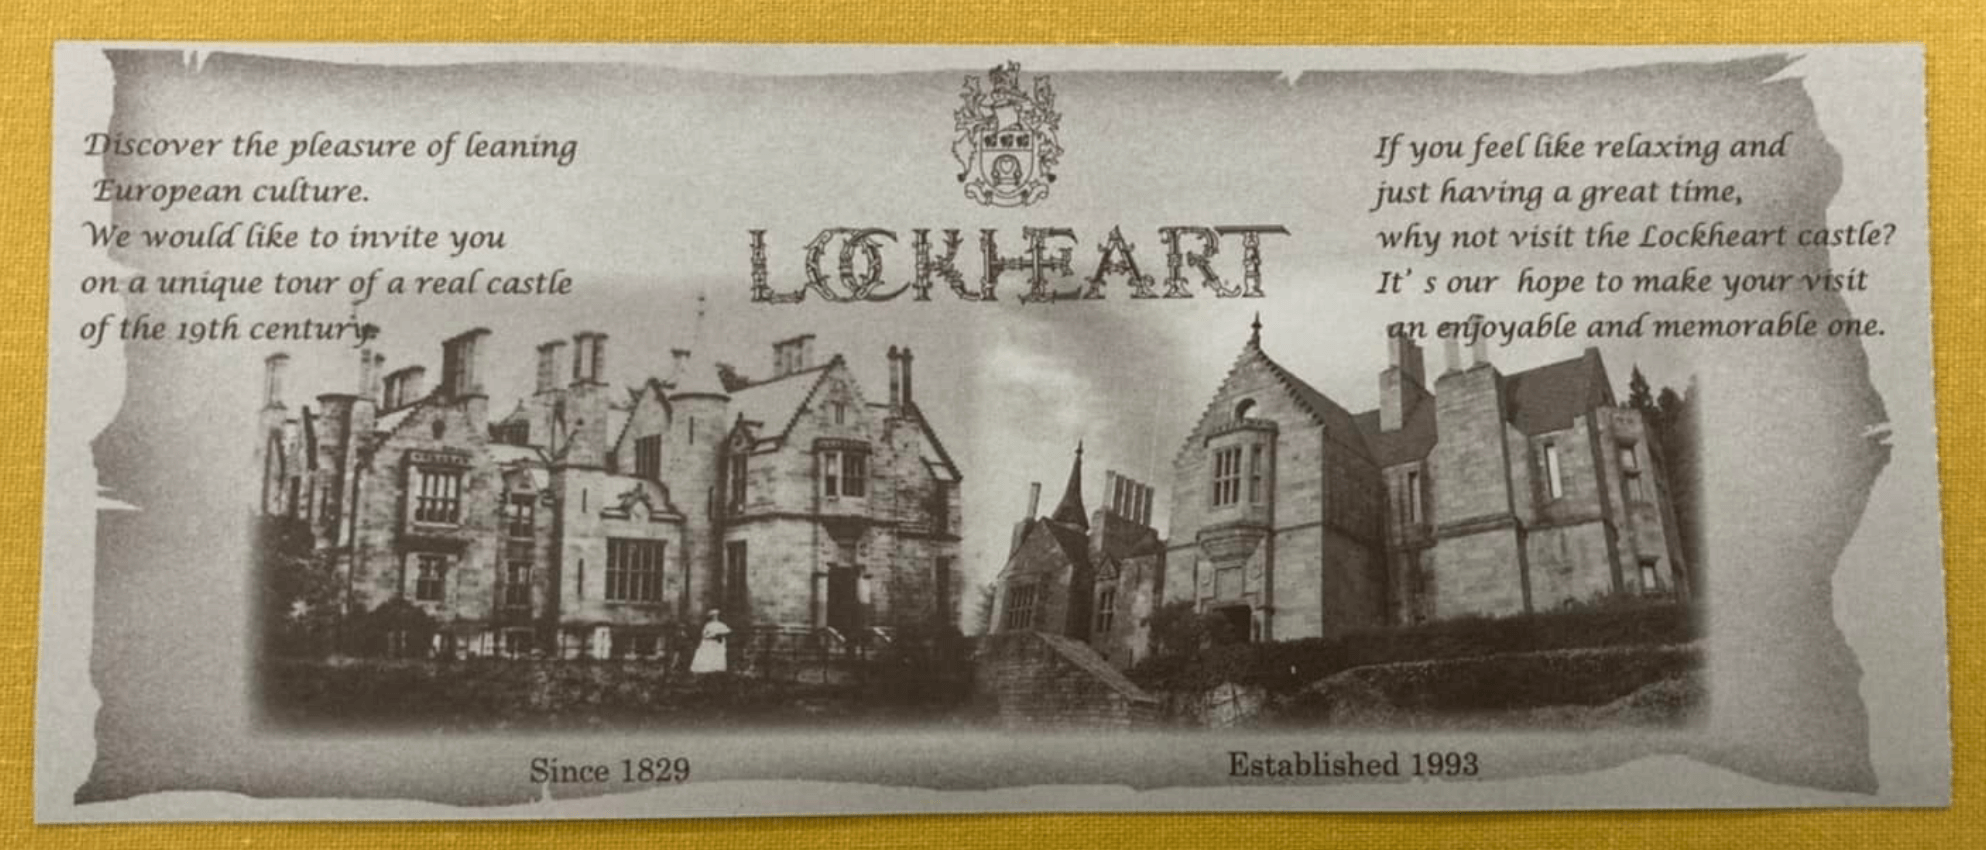 Discover the pleasure of leaning
European culture.
We would like to invite you
on a unique tour of a real castle
of the 19th century.
LOCKHEART
If you feel like relaxing and
just having a great time,
why not visit the Lockheart castle?
It' s our hope to make your visit
an enjoyable and memorable one.
Since 1829
Established 1993